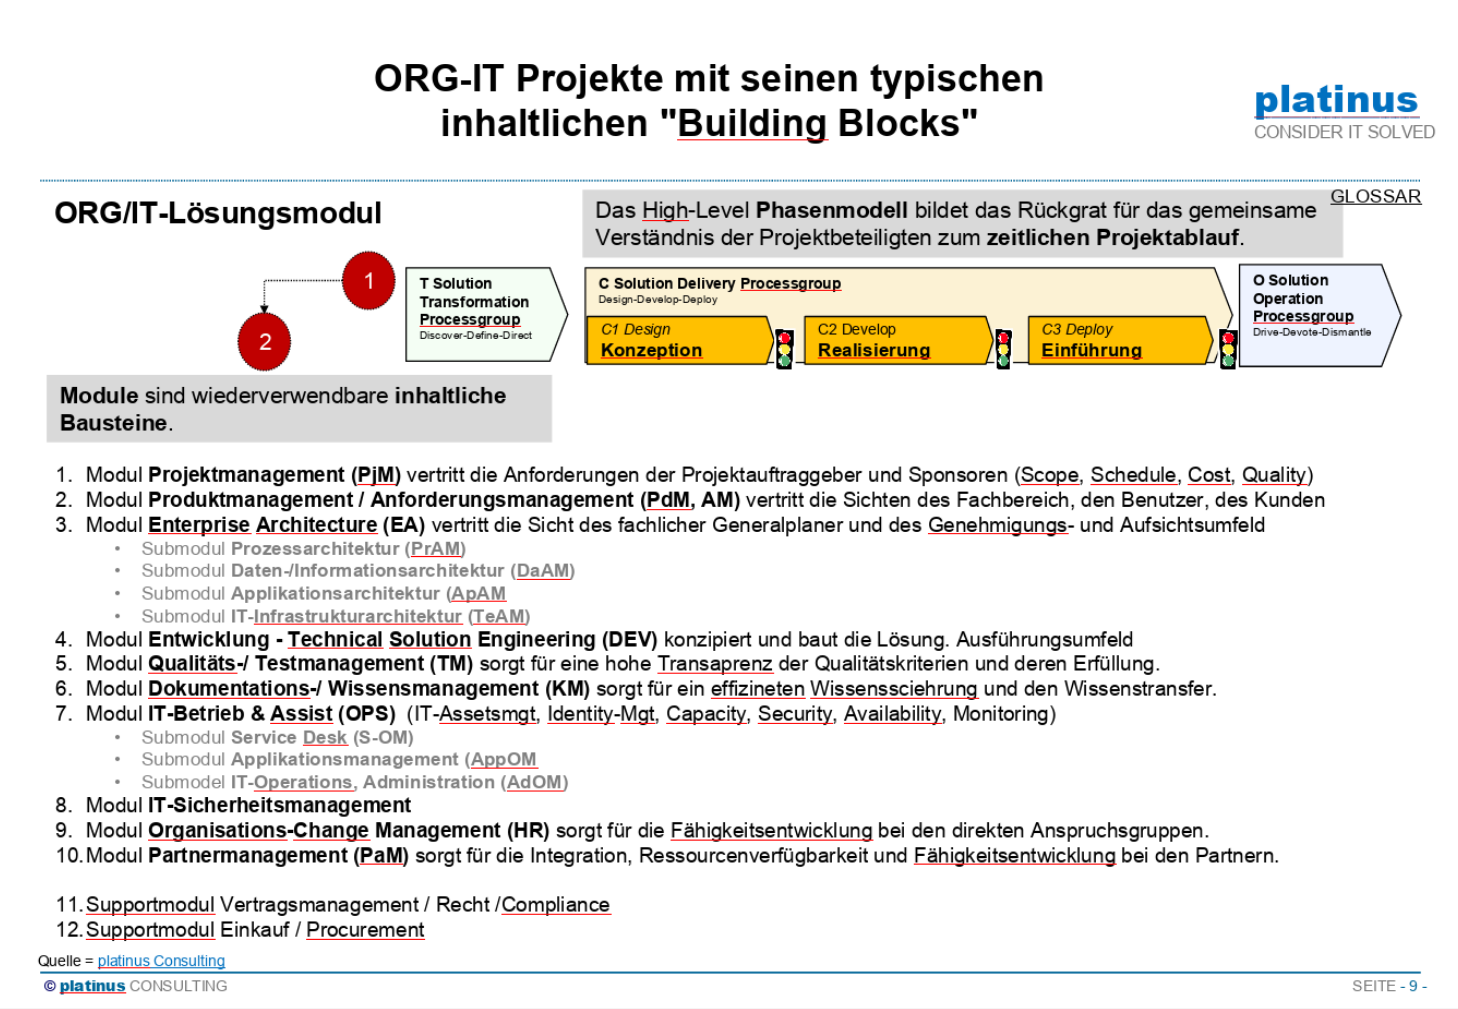 ORG-IT Projekte mit seinen typischen
inhaltlichen "Building Blocks"
platinus
CONSIDER IT SOLVED
GLOSSAR
ORG/IT-Lösungsmodul
Das High-Level Phasenmodell bildet das Rückgrat für das gemeinsame
Verständnis der Projektbeteiligten zum zeitlichen Projektablauf.
1
2
T Solution
Transformation
Processgroup
Discover-Define-Direct
C Solution Delivery Processgroup
Design-Develop-Deploy
C1 Design
Konzeption
C2 Develop
Realisierung
C3 Deploy
Einführung
O Solution
Operation
Processgroup
Drive-Devote-Dismantle
Module sind wiederverwendbare inhaltliche
Bausteine.
1. Modul Projektmanagement (PjM) vertritt die Anforderungen der Projektauftraggeber und Sponsoren (Scope, Schedule, Cost, Quality)
2. Modul Produktmanagement / Anforderungsmanagement (PdM, AM) vertritt die Sichten des Fachbereich, den Benutzer, des Kunden
3. Modul Enterprise Architecture (EA) vertritt die Sicht des fachlicher Generalplaner und des Genehmigungs- und Aufsichtsumfeld
• Submodul Prozessarchitektur (PrAM)
• Submodul Daten-/Informationsarchitektur (DaAM)
• Submodul Applikationsarchitektur (ApAM
• Submodul IT-Infrastrukturarchitektur (TeAM)
4. Modul Entwicklung - Technical Solution Engineering (DEV) konzipiert und baut die Lösung. Ausführungsumfeld
5. Modul Qualitäts-/ Testmanagement (TM) sorgt für eine hohe Transaprenz der Qualitätskriterien und deren Erfüllung.
6. Modul Dokumentations-/ Wissensmanagement (KM) sorgt für ein effizineten Wissenssciehrung und den Wissenstransfer.
7. Modul IT-Betrieb & Assist (OPS) (IT-Assetsmgt, Identity-Mgt, Capacity, Security, Availability, Monitoring)
• Submodul Service Desk (S-OM)
• Submodul Applikationsmanagement (AppOM
• Submodel IT-Operations, Administration (AdOM)
8. Modul IT-Sicherheitsmanagement
9. Modul Organisations-Change Management (HR) sorgt für die Fähigkeitsentwicklung bei den direkten Anspruchsgruppen.
10. Modul Partnermanagement (PaM) sorgt für die Integration, Ressourcenverfügbarkeit und Fähigkeitsentwicklung bei den Partnern.
11. Supportmodul Vertragsmanagement / Recht /Compliance
12. Supportmodul Einkauf / Procurement
Quelle = platinus Consulting
© platinus CONSULTING
SEITE - 9 -